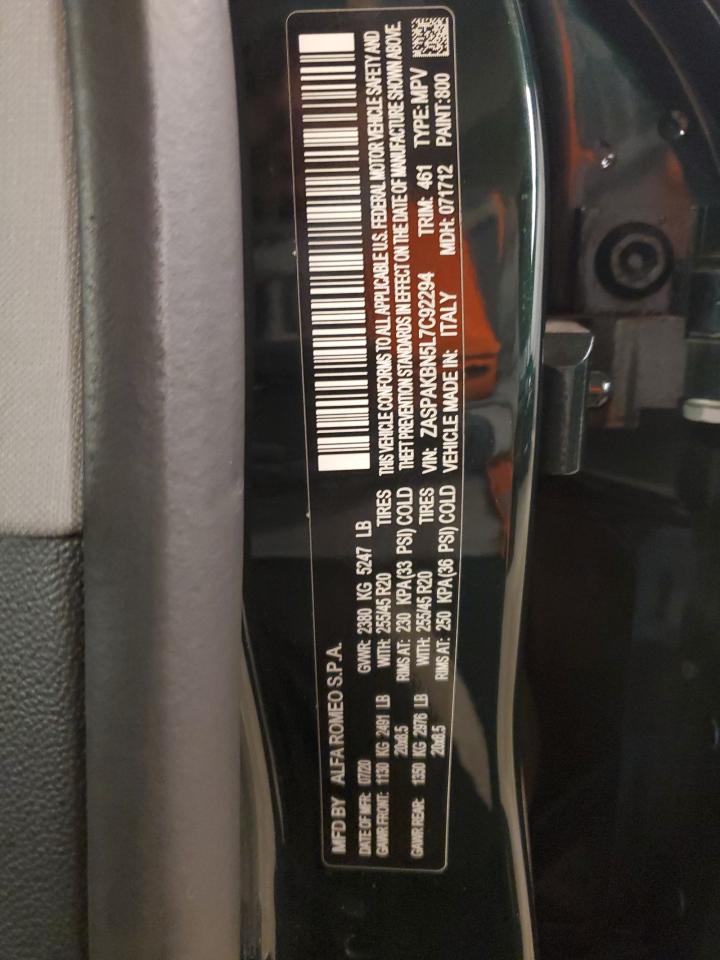 MFD BY ALFA ROMEO S.P.A.
DATE OF MFR: 07/20 GVWR: 2380 KG 5247 LB
GAWR FRONT: 1130 KG 2491 LB WITH: 255/45 R20 TIRES
20x8.5 RIMS AT: 230 KPA(33 PSI) COLD
GAWR REAR: 1350 KG 2976 LB WITH: 255/45 R20 TIRES
20x8.5 RIMS AT: 250 KPA(36 PSI) COLD
THIS VEHICLE CONFORMS TO ALL APPLICABLE U.S. FEDERAL MOTOR VEHICLE SAFETY AND
THEFT PREVENTION STANDARDS IN EFFECT ON THE DATE OF MANUFACTURE SHOWN ABOVE.
VIN: ZASPAKBN5L7C92294 TRIM: 461 TYPE: MPV
VEHICLE MADE IN: ITALY MDH: 071712 PAINT: 800